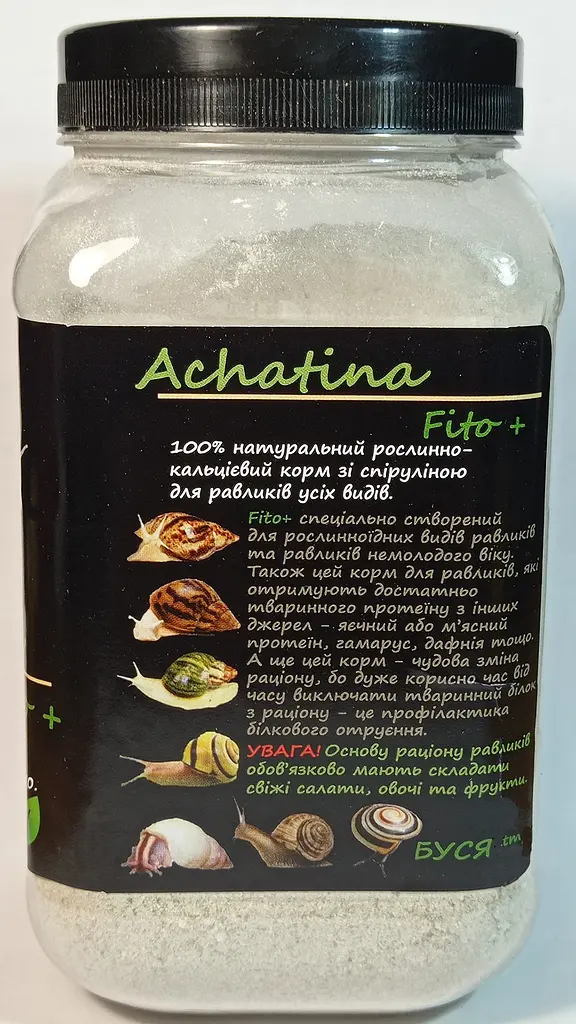 Achatina
Fito +
100% натуральний рослинно-
кальцієвий корм зі спіруліною
для равликів усіх видів.
Fito+ спеціально створений
для рослинноїдних видів равликів
та равликів немолодого віку.
Також цей корм для равликів, які
отримують достатньо
тваринного протеїну з інших
джерел - яєчний або м'ясний
протеїн, гамарус, дафнія тощо.
А ще цей корм - чудова зміна
раціону, бо дуже корисно час від
часу виключати тваринний білок
з раціону - це профілактика
білкового отруєння.
УВАГА! Основу раціону равликів
обов'язково мають складати
свіжі салати, овочі та фрукти.
БУСЯ tm